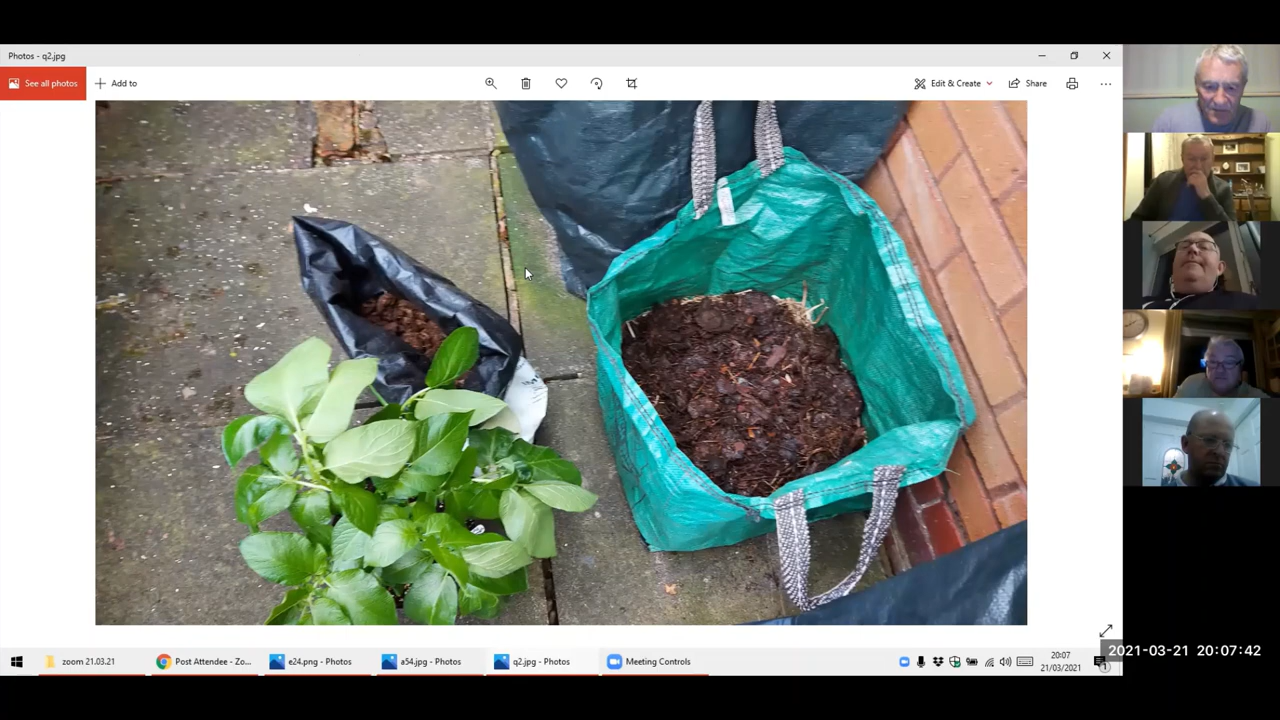 Photos - q2.jpg
See all photos
Add to
Edit & Create
Share
zoom 21.03.21
Post Attendee - Zo...
e24.png - Photos
a54.jpg - Photos
q2.jpg - Photos
Meeting Controls
20:07
21/03/2021
1
2021-03-21 20:07:42